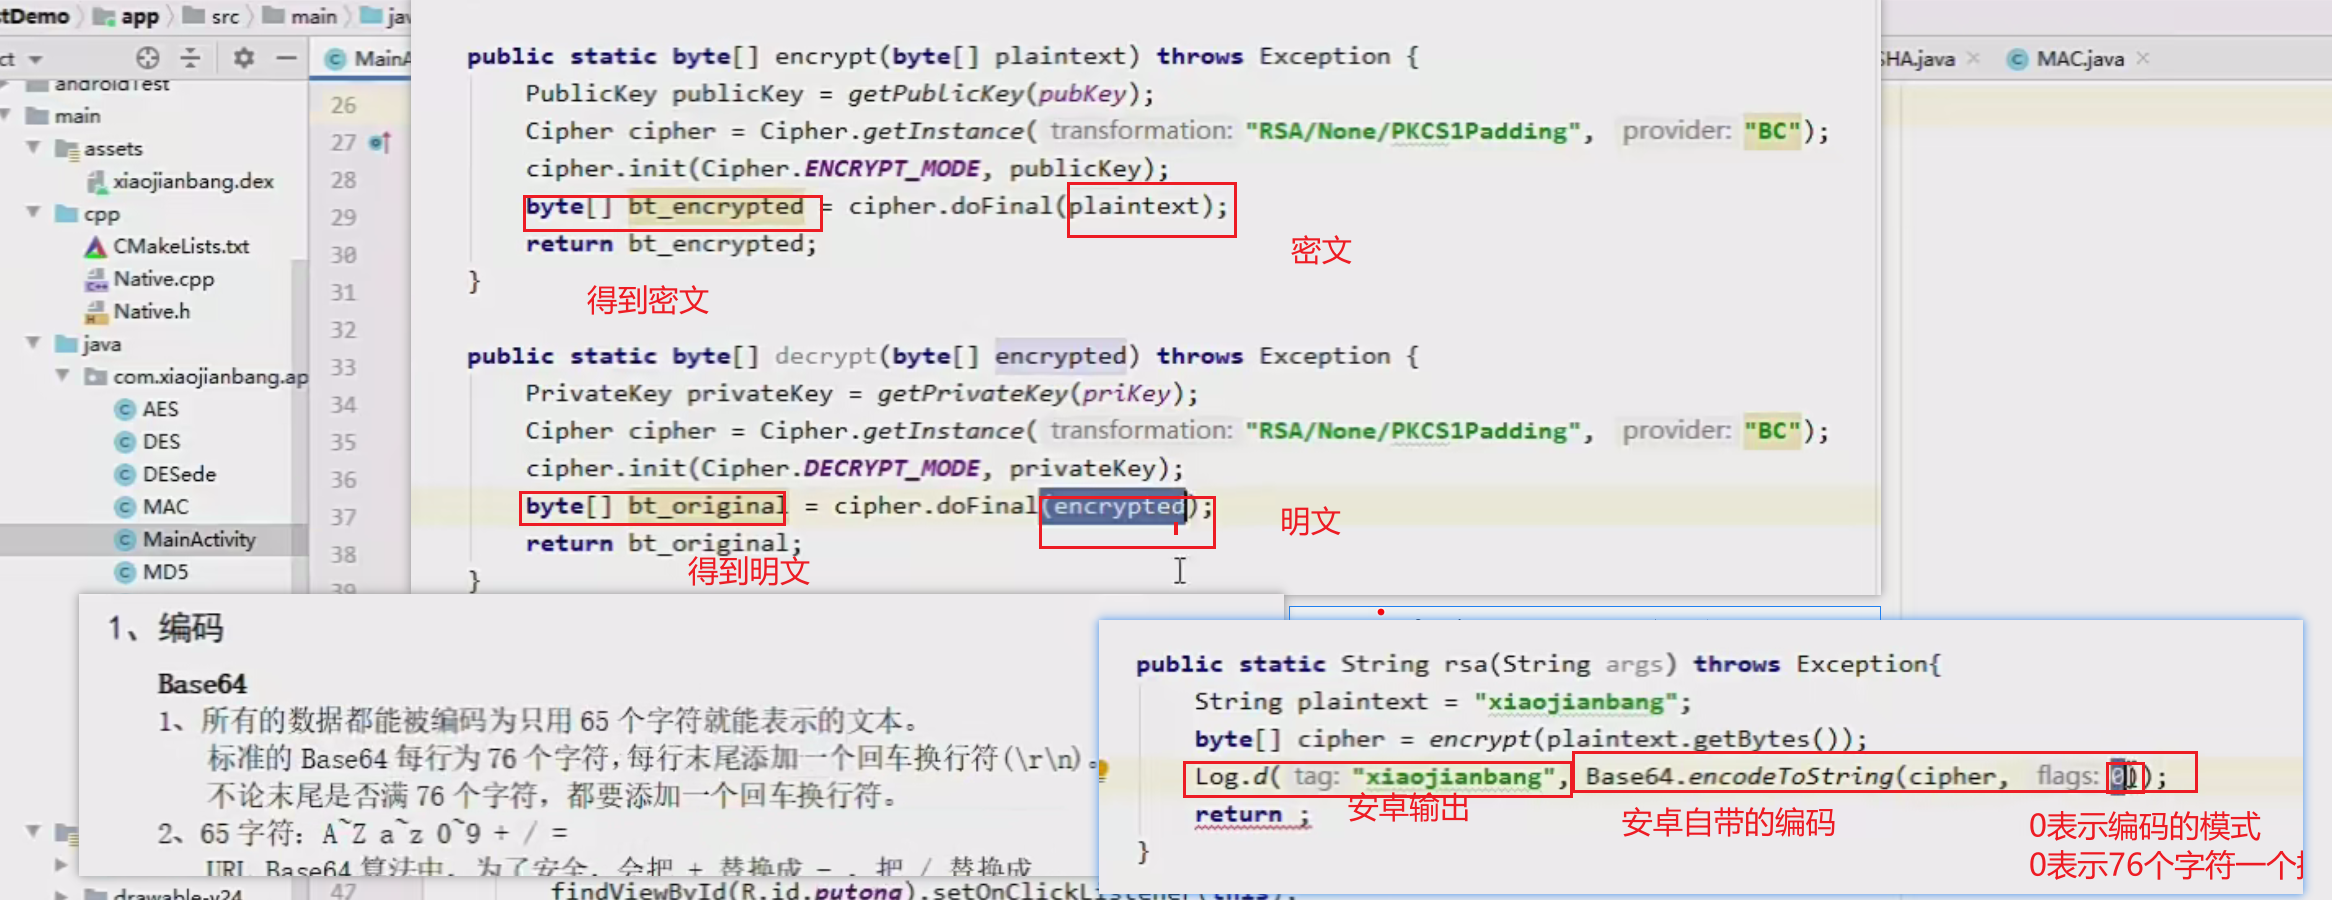 stDemo
app
src
main
jav
ct
MainA
SHA.java
MAC.java
androidTest
main
assets
xiaojianbang.dex
cpp
CMakeLists.txt
Native.cpp
Native.h
java
com.xiaojianbang.ap
AES
DES
DESede
MAC
MainActivity
MD5
drawable-v24
26
27
28
29
30
31
32
33
34
35
36
37
38
39
47
public static byte[] encrypt(byte[] plaintext) throws Exception {
PublicKey publicKey = getPublicKey(pubKey);
Cipher cipher = Cipher.getInstance( transformation: "RSA/None/PKCS1Padding", provider: "BC");
cipher.init(Cipher.ENCRYPT_MODE, publicKey);
byte[] bt_encrypted = cipher.doFinal(plaintext);
return bt_encrypted;
密文
}
得到密文
public static byte[] decrypt(byte[] encrypted) throws Exception {
PrivateKey privateKey = getPrivateKey(priKey);
Cipher cipher = Cipher.getInstance( transformation: "RSA/None/PKCS1Padding", provider: "BC");
cipher.init(Cipher.DECRYPT_MODE, privateKey);
byte[] bt_original = cipher.doFinal(encrypted);
明文
return bt_original;
得到明文
}
1、编码
Base64
1、所有的数据都能被编码为只用 65 个字符就能表示的文本。
标准的 Base64 每行为 76 个字符,每行末尾添加一个回车换行符(\r\n)。
不论末尾是否满 76 个字符，都要添加一个回车换行符。
2、65 字符: A~Z a~z 0~9 + / =
URL Base64 算法中，为了安全，会把 + 替换成 - ，把 / 替换成
public static String rsa(String args) throws Exception{
String plaintext = "xiaojianbang";
byte[] cipher = encrypt(plaintext.getBytes());
Log.d( tag: "xiaojianbang", Base64.encodeToString(cipher, flags: 0));
return ;
安卓输出
安卓自带的编码
0表示编码的模式
0表示76个字符一个
}
findViewById(R.id.putong).setOnClickListener(this);